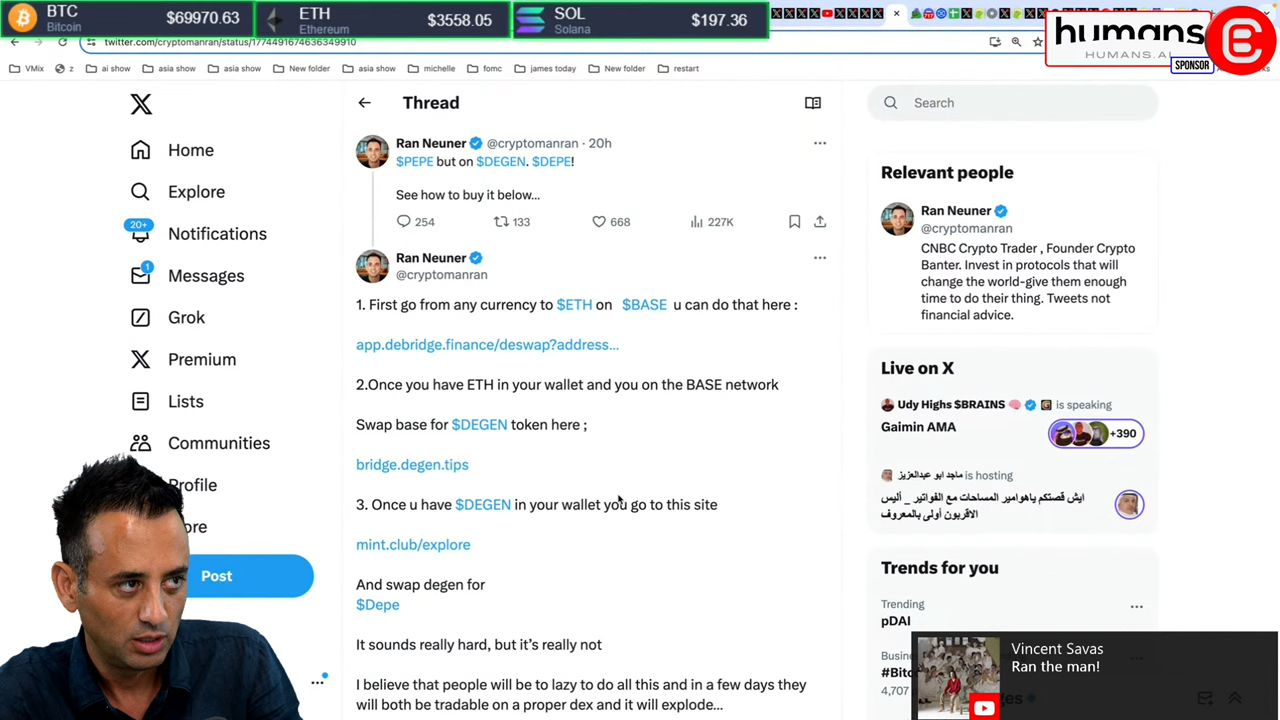 BTC
Bitcoin
$69970.63
ETH
Ethereum
$3558.05
SOL
Solana
$197.36
humans
HUMANS.AI
SPONSOR
twitter.com/cryptomanran/status/1774491674636349910
VMix
z
ai show
asia show
asia show
New folder
asia show
michelle
fomc
james today
New folder
restart
Home
Explore
20+
Notifications
1
Messages
Grok
Premium
Lists
Communities
Profile
ore
Post
Thread
Ran Neuner @cryptomanran · 20h
$PEPE but on $DEGEN. $DEPE!
See how to buy it below...
254
133
668
227K
Ran Neuner
@cryptomanran
1. First go from any currency to $ETH on $BASE u can do that here :
app.debridge.finance/deswap?address...
2.Once you have ETH in your wallet and you on the BASE network
Swap base for $DEGEN token here ;
bridge.degen.tips
3. Once u have $DEGEN in your wallet you go to this site
mint.club/explore
And swap degen for
$Depe
It sounds really hard, but it's really not
I believe that people will be to lazy to do all this and in a few days they
will both be tradable on a proper dex and it will explode...
Search
Relevant people
Ran Neuner
@cryptomanran
CNBC Crypto Trader , Founder Crypto
Banter. Invest in protocols that will
change the world-give them enough
time to do their thing. Tweets not
financial advice.
Live on X
Udy Highs $BRAINS is speaking
Gaimin AMA
+390
ماجد ابو عبدالعزيز is hosting
ايش قصتكم ياهوامير المساحات مع الفواتير _ أليس
الاقربون أولى بالمعروف
Trends for you
Trending
pDAI
Busine
#Bitc
4,707
Vincent Savas
Ran the man!